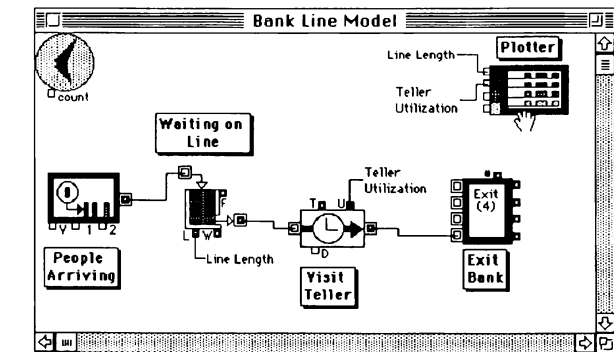 Bank Line Model
Plotter
Line Length
Teller
Utilization
count
Waiting on
Line
Teller
Utilization
#
Exit
(4)
F
T
U
V
1
2
L
W
D
Line Length
People
Arriving
Visit
Teller
Exit
Bank